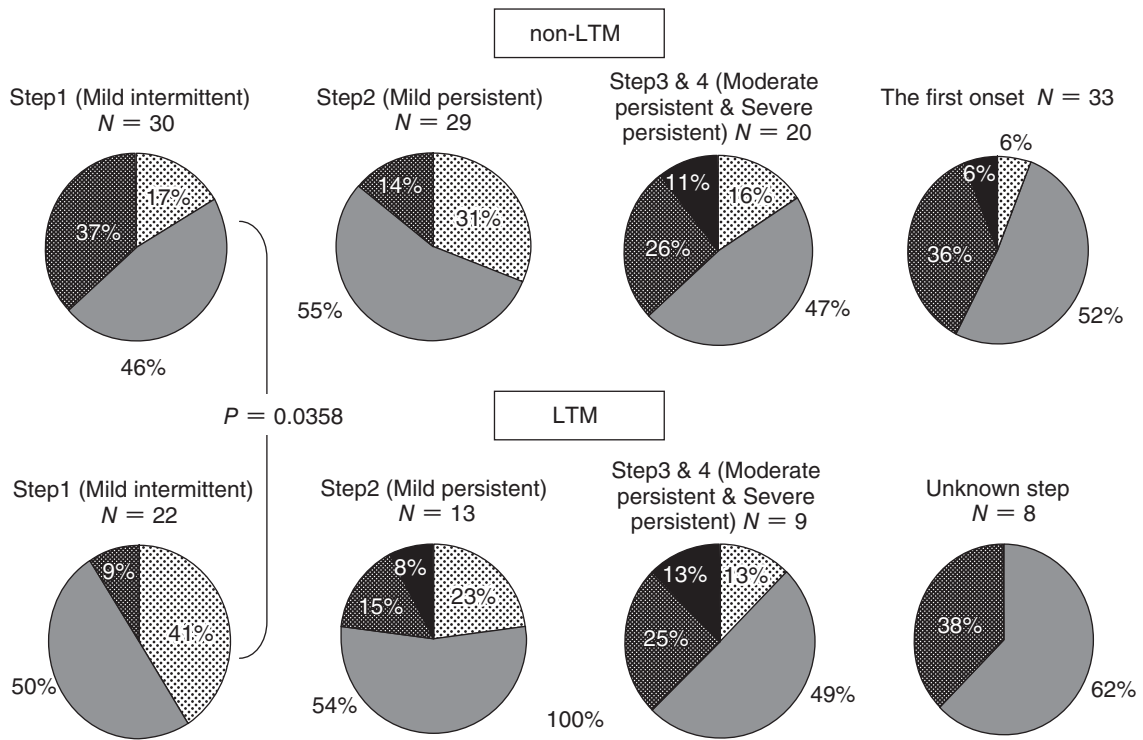 non-LTM
Step1 (Mild intermittent)
N = 30
Step2 (Mild persistent)
N = 29
Step3 & 4 (Moderate
persistent & Severe
persistent) N = 20
The first onset N = 33
37%
17%
46%
14%
31%
55%
11%
16%
26%
47%
6%
6%
36%
52%
P = 0.0358
LTM
Step1 (Mild intermittent)
N = 22
Step2 (Mild persistent)
N = 13
Step3 & 4 (Moderate
persistent & Severe
persistent) N = 9
Unknown step
N = 8
9%
41%
50%
8%
23%
15%
54%
100%
13%
13%
25%
49%
38%
62%